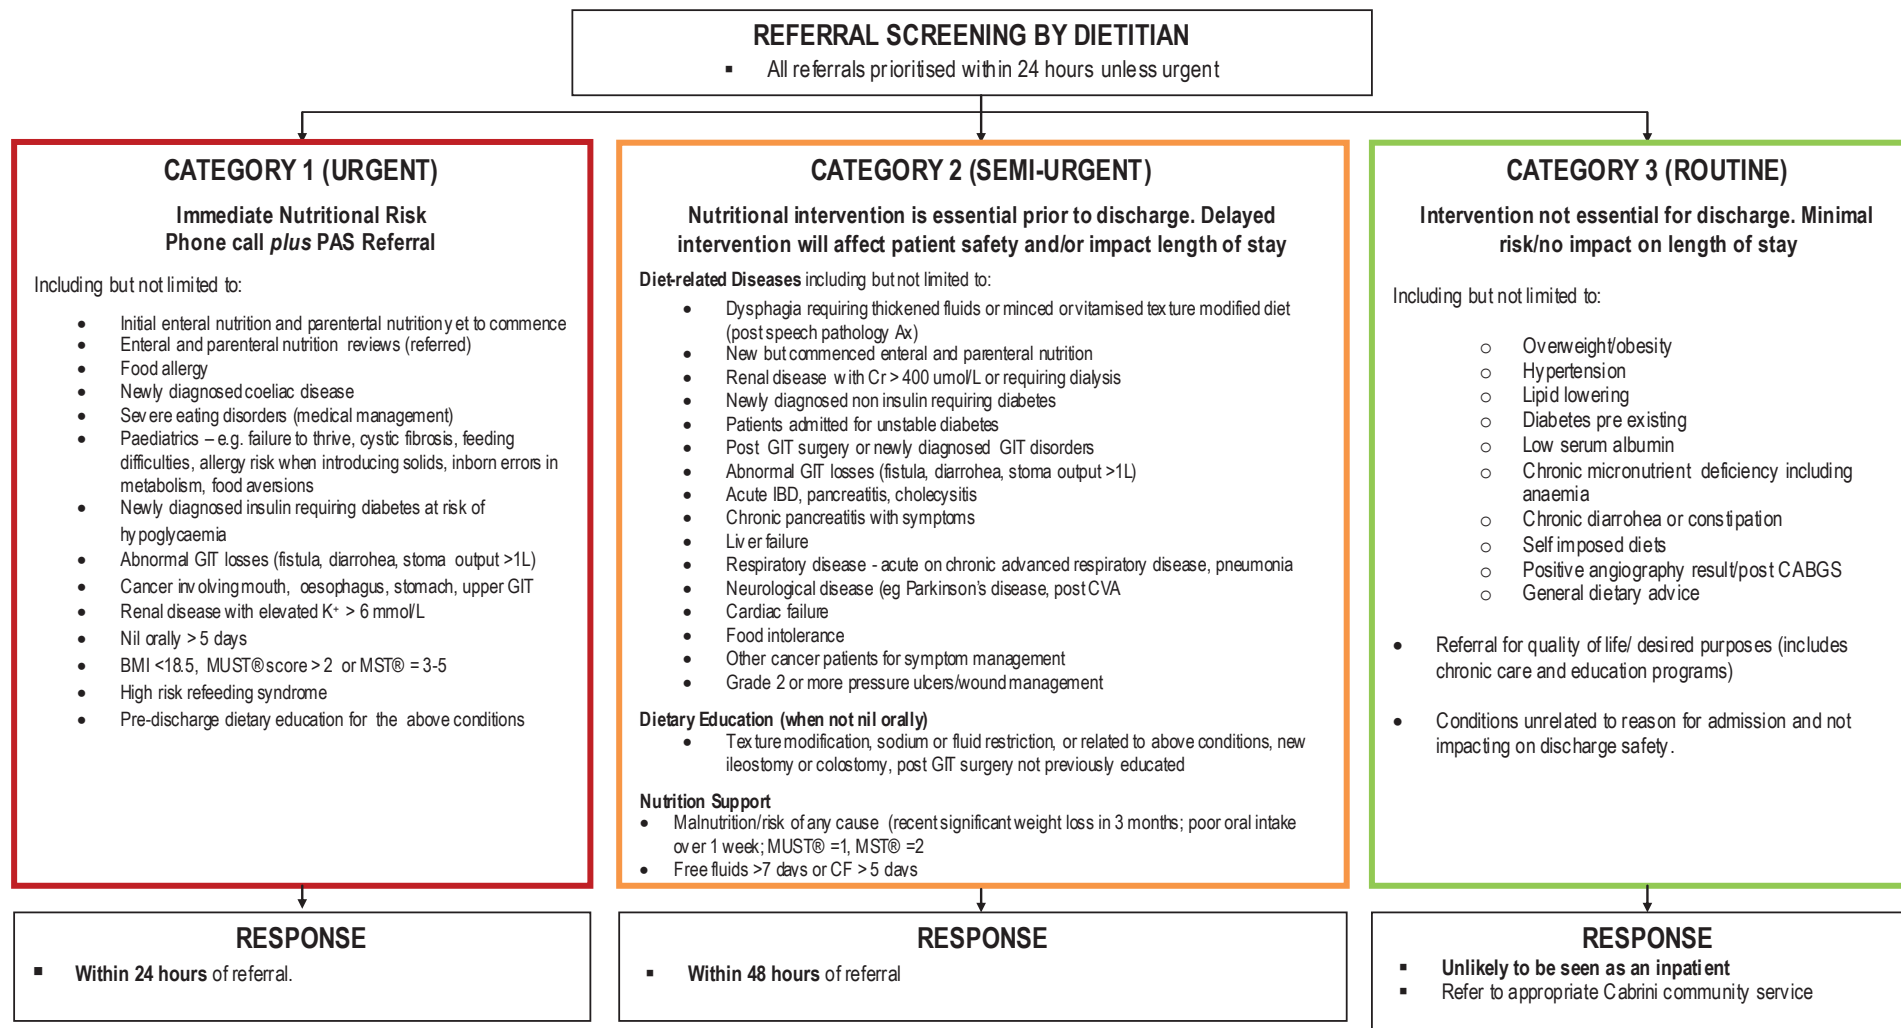 REFERRAL SCREENING BY DIETITIAN
▪ All referrals prioritised within 24 hours unless urgent
CATEGORY 1 (URGENT)
Immediate Nutritional Risk
Phone call plus PAS Referral
Including but not limited to:
• Initial enteral nutrition and parentertal nutrition yet to commence
• Enteral and parenteral nutrition reviews (referred)
• Food allergy
• Newly diagnosed coeliac disease
• Severe eating disorders (medical management)
• Paediatrics – e.g. failure to thrive, cystic fibrosis, feeding
difficulties, allergy risk when introducing solids, inborn errors in
metabolism, food aversions
• Newly diagnosed insulin requiring diabetes at risk of
hypoglycaemia
• Abnormal GIT losses (fistula, diarrohea, stoma output >1L)
• Cancer involving mouth, oesophagus, stomach, upper GIT
• Renal disease with elevated K⁺ > 6 mmol/L
• Nil orally > 5 days
• BMI <18.5, MUST® score > 2 or MST® = 3-5
• High risk refeeding syndrome
• Pre-discharge dietary education for the above conditions
RESPONSE
▪ Within 24 hours of referral.
CATEGORY 2 (SEMI-URGENT)
Nutritional intervention is essential prior to discharge. Delayed
intervention will affect patient safety and/or impact length of stay
Diet-related Diseases including but not limited to:
• Dysphagia requiring thickened fluids or minced or vitamised texture modified diet
(post speech pathology Ax)
• New but commenced enteral and parenteral nutrition
• Renal disease with Cr > 400 umol/L or requiring dialysis
• Newly diagnosed non insulin requiring diabetes
• Patients admitted for unstable diabetes
• Post GIT surgery or newly diagnosed GIT disorders
• Abnormal GIT losses (fistula, diarrohea, stoma output >1L)
• Acute IBD, pancreatitis, cholecysitis
• Chronic pancreatitis with symptoms
• Liver failure
• Respiratory disease - acute on chronic advanced respiratory disease, pneumonia
• Neurological disease (eg Parkinson's disease, post CVA
• Cardiac failure
• Food intolerance
• Other cancer patients for symptom management
• Grade 2 or more pressure ulcers/wound management
Dietary Education (when not nil orally)
• Texture modification, sodium or fluid restriction, or related to above conditions, new
ileostomy or colostomy, post GIT surgery not previously educated
Nutrition Support
• Malnutrition/risk of any cause (recent significant weight loss in 3 months; poor oral intake
over 1 week; MUST® =1, MST® =2
• Free fluids >7 days or CF > 5 days
RESPONSE
▪ Within 48 hours of referral
CATEGORY 3 (ROUTINE)
Intervention not essential for discharge. Minimal
risk/no impact on length of stay
Including but not limited to:
o Overweight/obesity
o Hypertension
o Lipid lowering
o Diabetes pre existing
o Low serum albumin
o Chronic micronutrient deficiency including
anaemia
o Chronic diarrohea or constipation
o Self imposed diets
o Positive angiography result/post CABGS
o General dietary advice
• Referral for quality of life/ desired purposes (includes
chronic care and education programs)
• Conditions unrelated to reason for admission and not
impacting on discharge safety.
RESPONSE
▪ Unlikely to be seen as an inpatient
▪ Refer to appropriate Cabrini community service